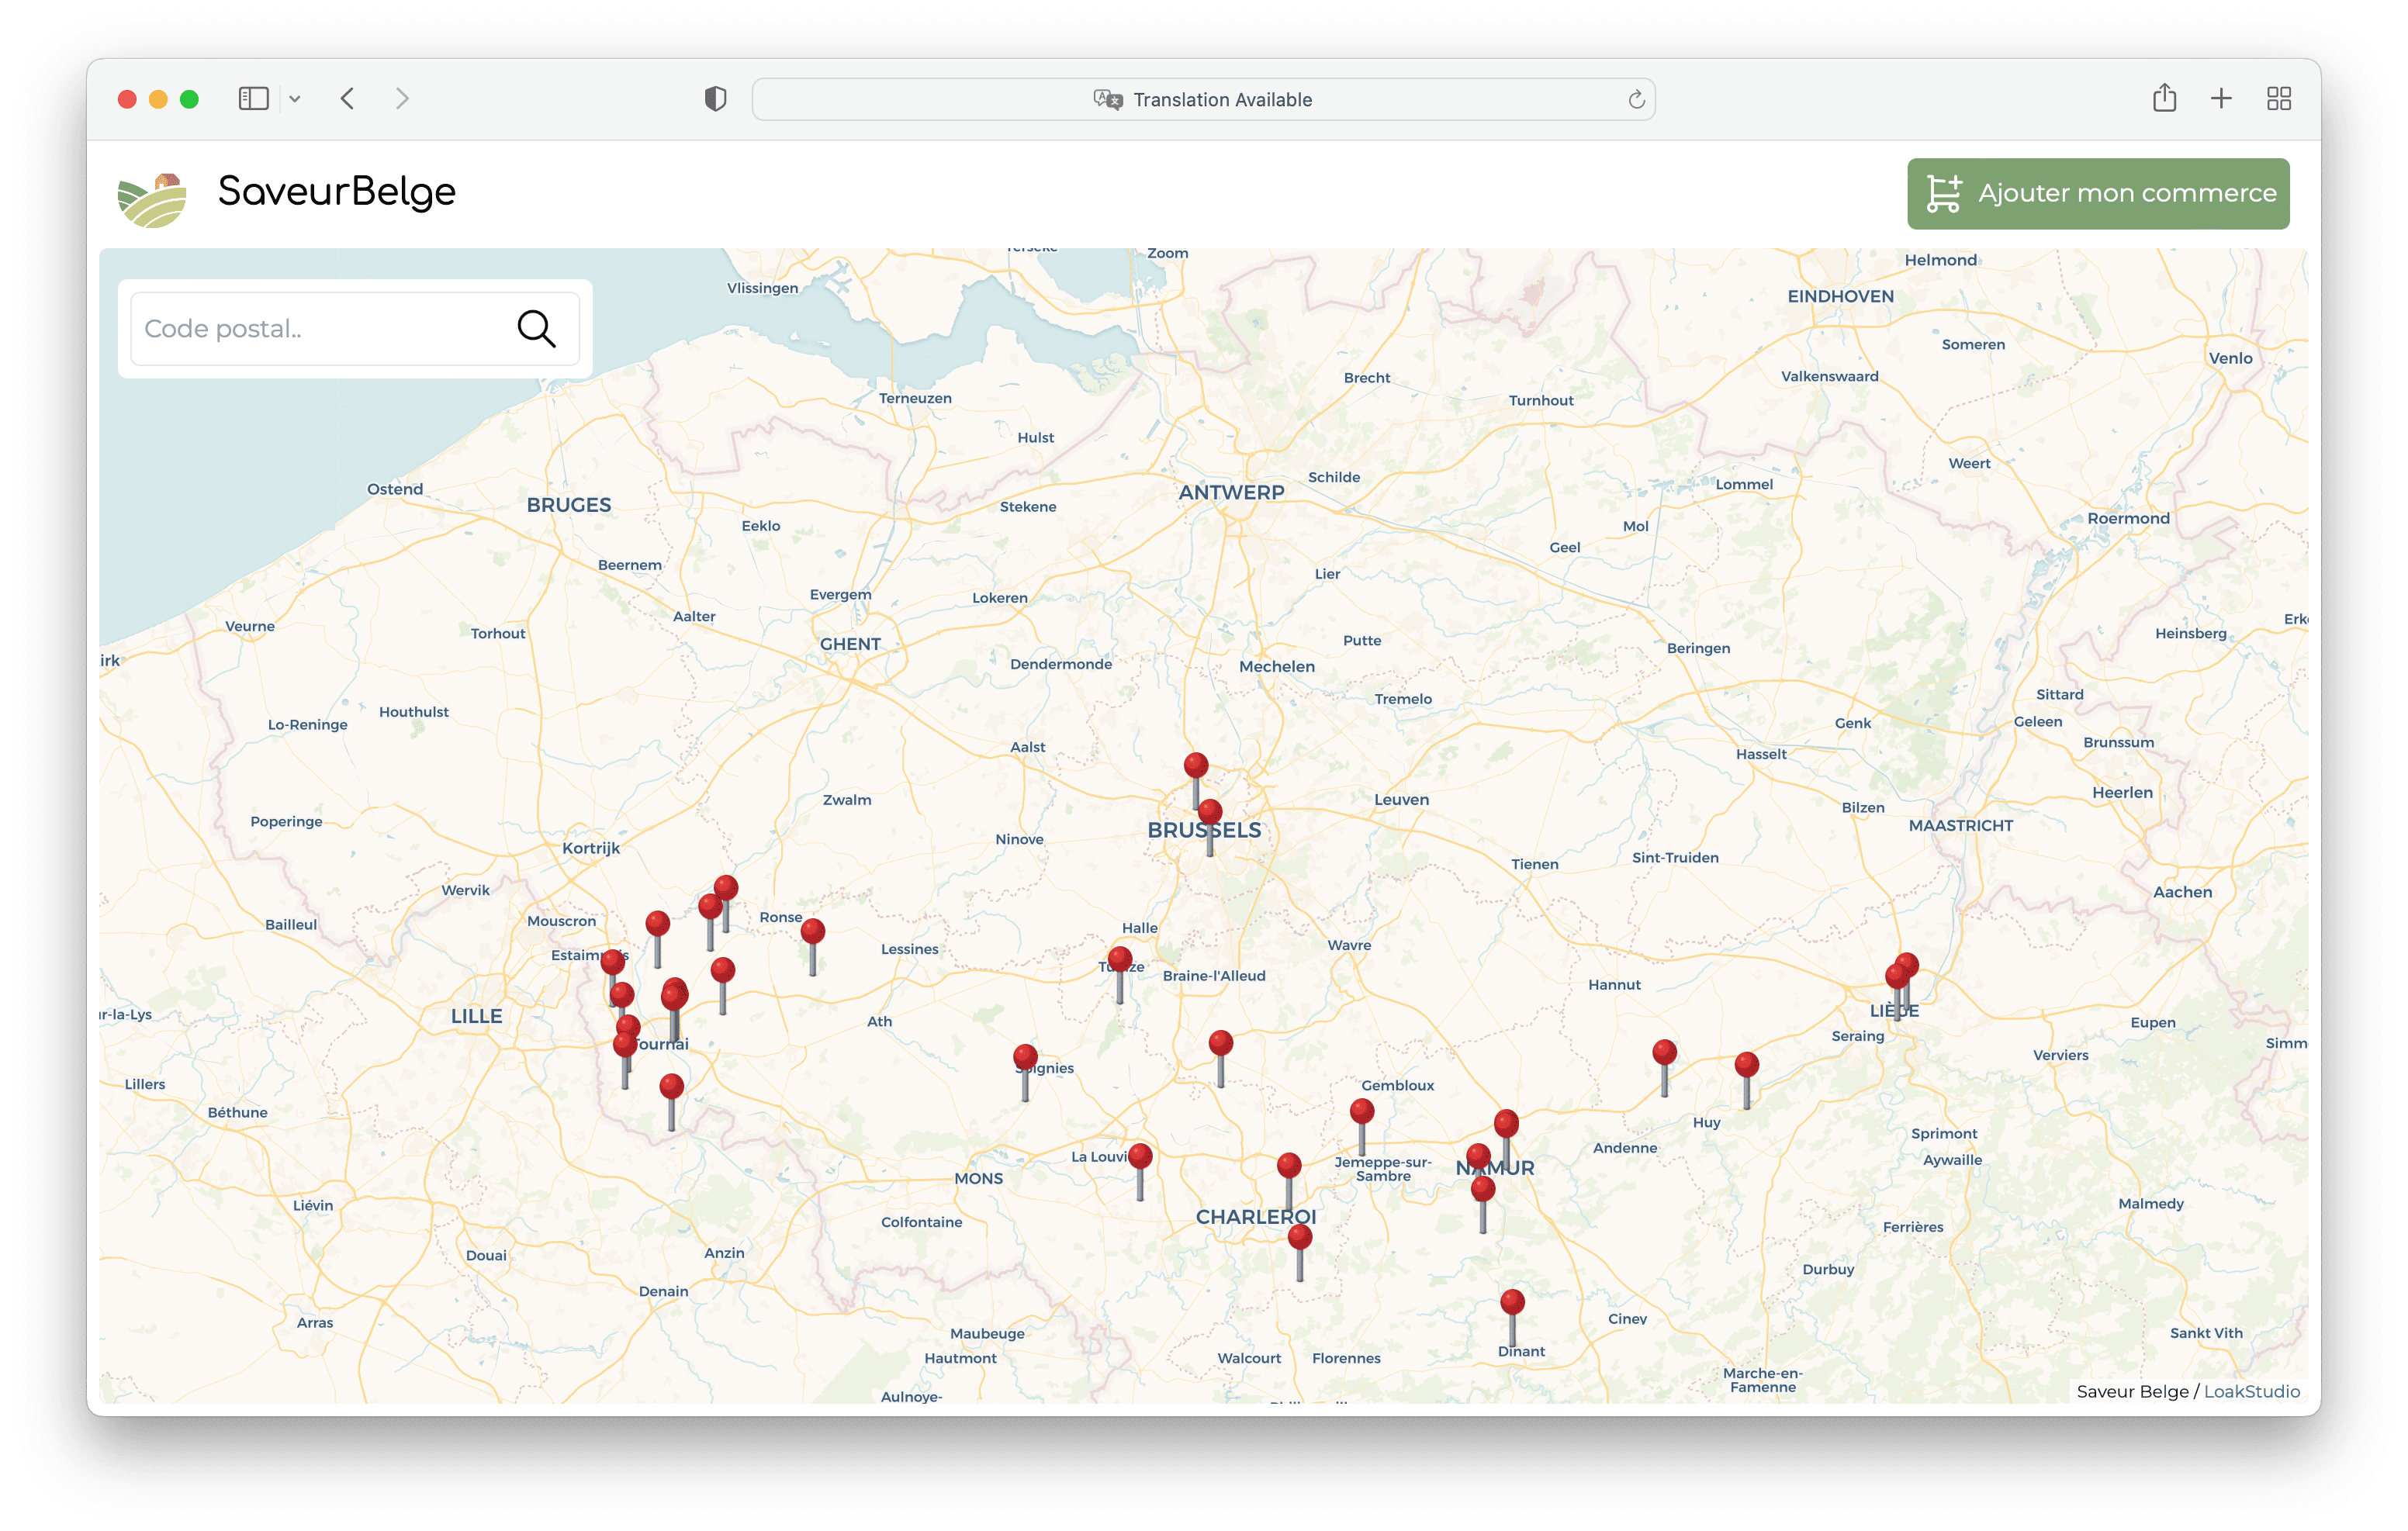 Translation Available
SaveurBelge
Ajouter mon commerce
Code postal..
Zoom
Helmond
Vlissingen
EINDHOVEN
Someren
Venlo
Brecht
Valkenswaard
Terneuzen
Turnhout
Hulst
Weert
Schilde
Lommel
Ostend
ANTWERP
BRUGES
Stekene
Roermond
Eeklo
Mol
Geel
Beernem
Lier
Evergem
Lokeren
Aalter
Veurne
Torhout
Heinsberg
Erk
GHENT
Putte
Beringen
irk
Dendermonde
Mechelen
Sittard
Tremelo
Houthulst
Lo-Reninge
Geleen
Genk
Brunssum
Aalst
Hasselt
Heerlen
Zwalm
Leuven
Bilzen
Poperinge
MAASTRICHT
BRUSSELS
Ninove
Kortrijk
Sint-Truiden
Tienen
Wervik
Aachen
Ronse
Mouscron
Bailleul
Halle
Wavre
Lessines
Braine-l'Alleud
Hannut
LIÈGE
ur-la-Lys
LILLE
Ath
Eupen
Seraing
Simm
Tournai
Verviers
Soignies
Lillers
Gembloux
Béthune
Huy
Sprimont
Andenne
La Louvi
Aywaille
Jemeppe-sur-
Sambre
NAMUR
MONS
Malmedy
Liévin
CHARLEROI
Colfontaine
Ferrières
Douai
Anzin
Durbuy
Denain
Arras
Ciney
Maubeuge
Sankt Vith
Dinant
Hautmont
Walcourt
Florennes
Marche-en-
Famenne
Aulnoye-
Saveur Belge / LoakStudio